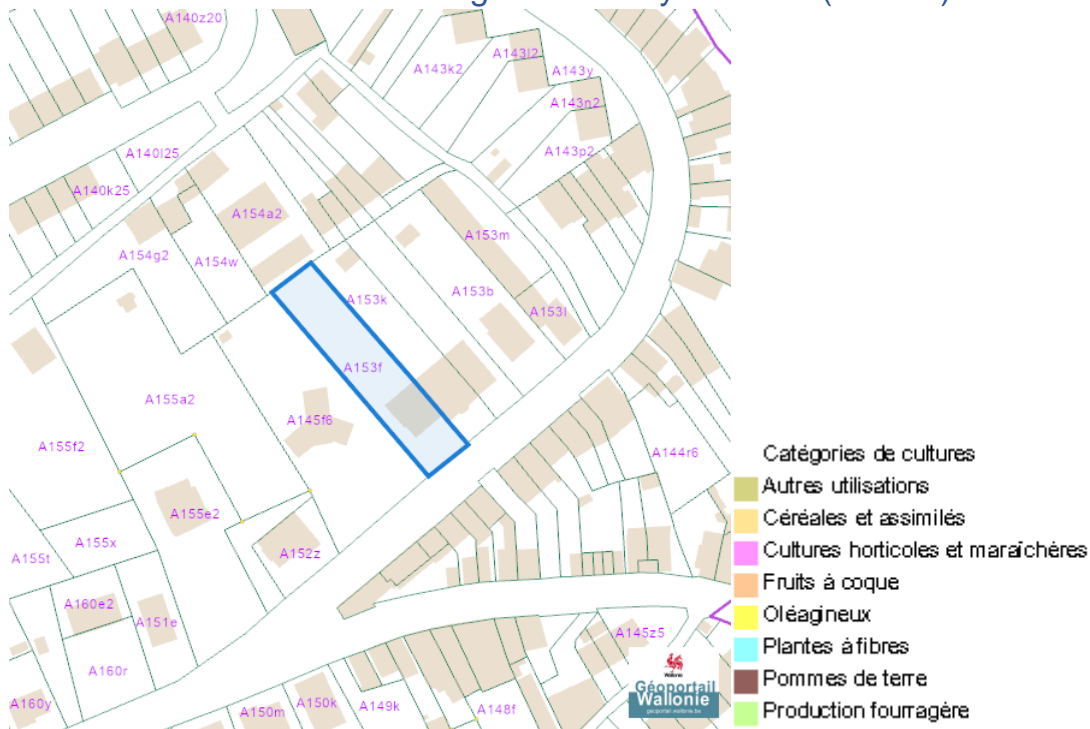 A140z20
A143l2
A143k2
A143y
A143n2
A143p2
A140l25
A140k25
A154a2
A153m
A154g2
A154w
A153b
A153k
A153l
A153f
A155a2
A145f6
A155f2
A144r6
A155e2
A155x
A155t
A152z
A160e2
A151e
A160r
A145z5
A160y
A150m
A150k
A149k
A148f
Wallonie
Géoportail
Wallonie
geoportail.wallonie.be
Catégories de cultures
Autres utilisations
Céréales et assimilés
Cultures horticoles et maraîchères
Fruits à coque
Oléagineux
Plantes à fibres
Pommes de terre
Production fourragère